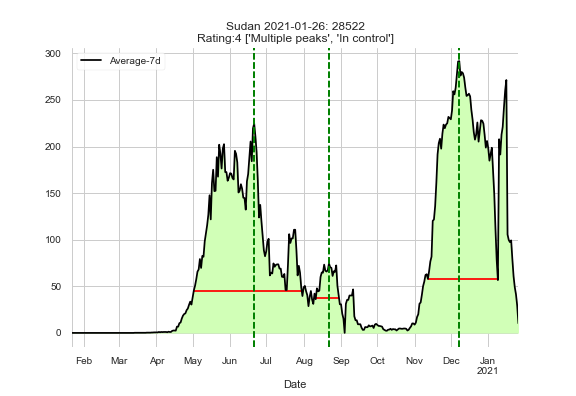 Sudan 2021-01-26: 28522
Rating:4 ['Multiple peaks', 'In control']
Average-7d
300
250
200
150
100
50
0
Feb Mar Apr May Jun Jul Aug Sep Oct Nov Dec Jan
2021
Date